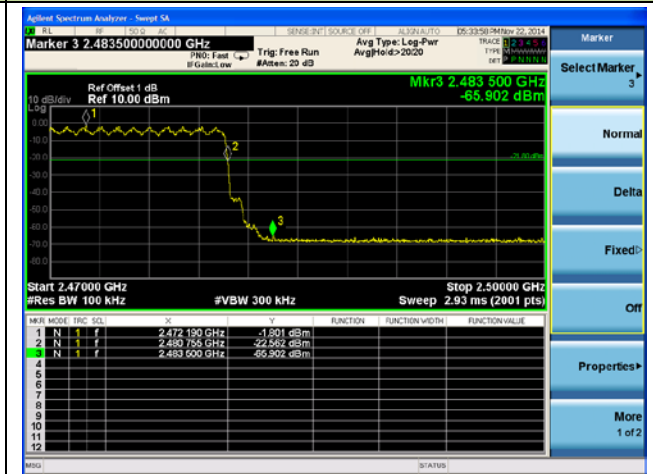 Agilent Spectrum Analyzer - Swept SA
RL RF 50 Ω AC SENSE:INT SOURCE OFF ALIGN AUTO 05:33:58 PM Nov 22, 2014
Marker 3 2.483500000000 GHz
PNO: Fast
IFGain:Low
Trig: Free Run
#Atten: 20 dB
Avg Type: Log-Pwr
Avg|Hold:>20/20
TRACE 1 2 3 4 5 6
TYPE
DET P P N N N N
Ref Offset 1 dB
10 dB/div Ref 10.00 dBm
Log
Mkr3 2.483 500 GHz
-65.902 dBm
0.00
-10.0
-20.0
-30.0
-40.0
-50.0
-60.0
-70.0
-80.0
1
2
3
Start 2.47000 GHz Stop 2.50000 GHz
#Res BW 100 kHz #VBW 300 kHz Sweep 2.93 ms (2001 pts)
MKR MODE TRC SCL X Y FUNCTION FUNCTION WIDTH FUNCTION VALUE
1 N 1 f 2.472 190 GHz -1.801 dBm
2 N 1 f 2.480 755 GHz -22.562 dBm
3 N 1 f 2.483 500 GHz -65.902 dBm
4
5
6
7
8
9
10
11
12
MSG STATUS
Marker
Select Marker
3
Normal
Delta
Fixed
Off
Properties
More
1 of 2